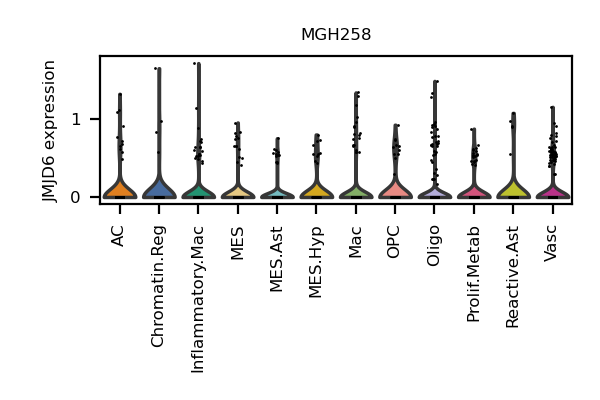 MGH258
JMJD6 expression
1
0
AC
Chromatin.Reg
Inflammatory.Mac
MES
MES.Ast
MES.Hyp
Mac
OPC
Oligo
Prolif.Metab
Reactive.Ast
Vasc